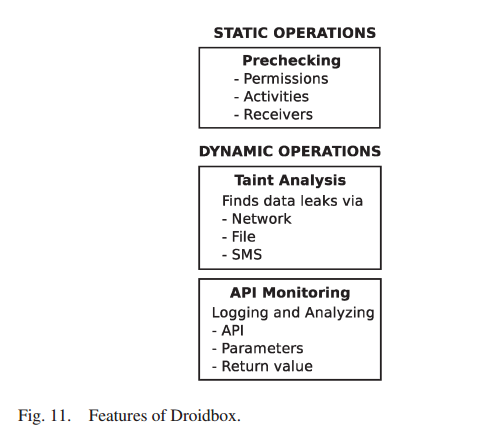 STATIC OPERATIONS
Prechecking
- Permissions
- Activities
- Receivers
DYNAMIC OPERATIONS
Taint Analysis
Finds data leaks via
- Network
- File
- SMS
API Monitoring
Logging and Analyzing
- API
- Parameters
- Return value
Fig. 11. Features of Droidbox.